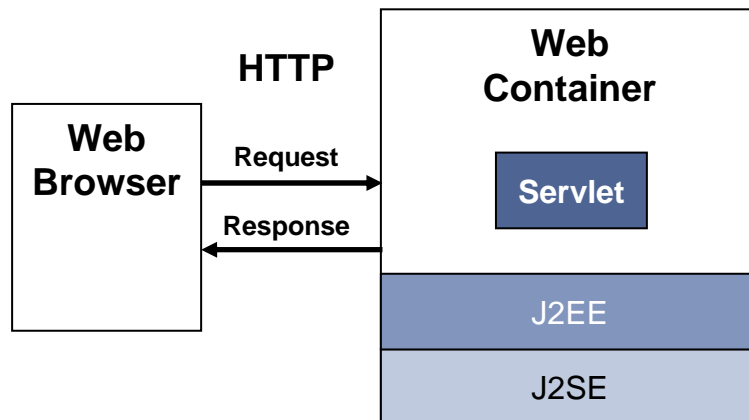 HTTP
Web
Browser
Request
Response
Web
Container
Servlet
J2EE
J2SE